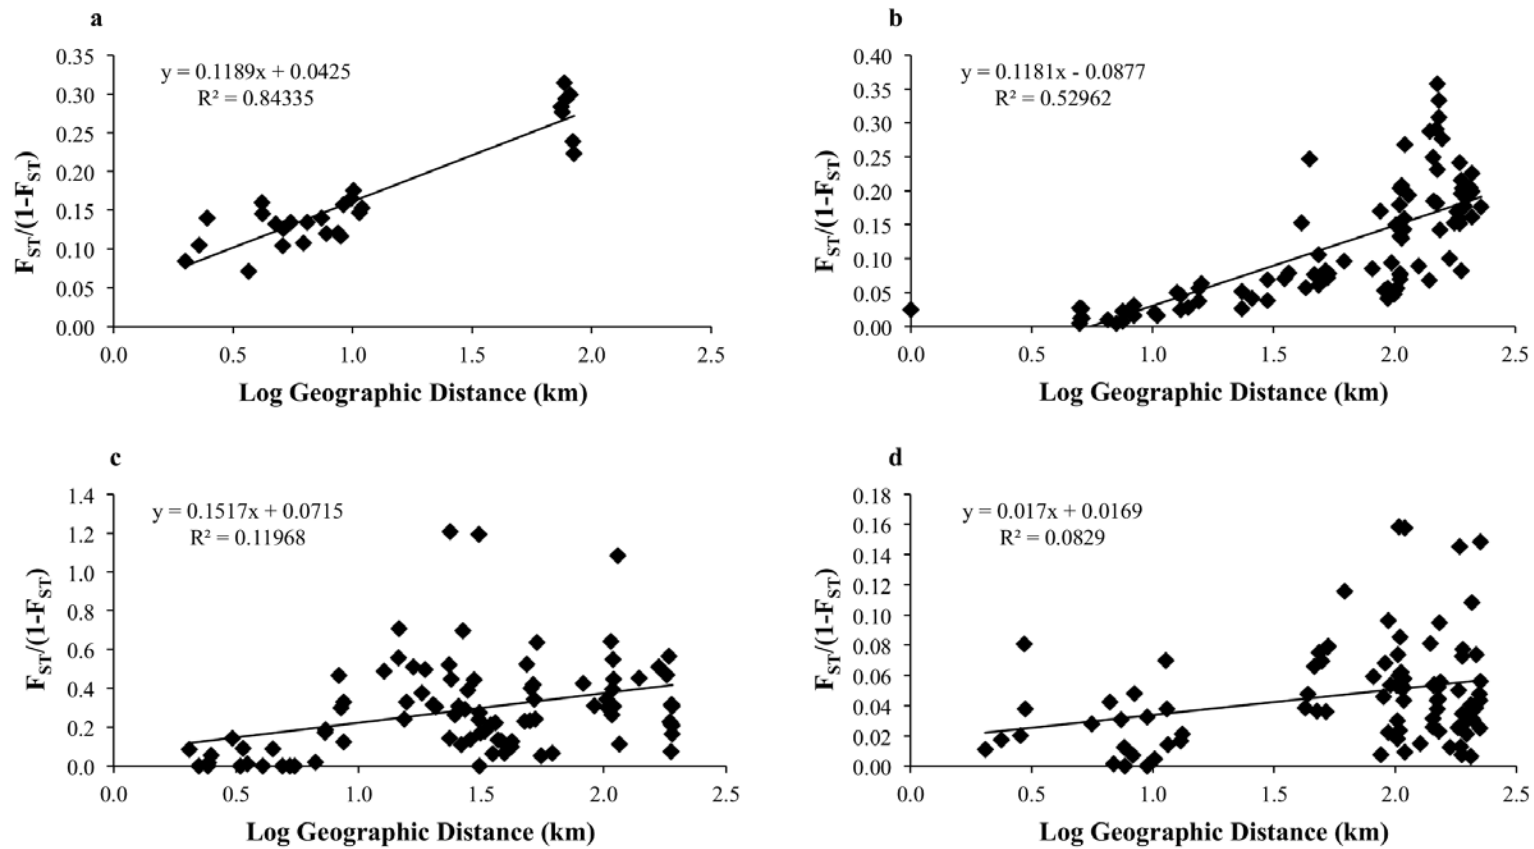 a
y = 0.1189x + 0.0425
R² = 0.84335
0.35
0.30
0.25
0.20
0.15
0.10
0.05
0.00
F_ST/(1-F_ST)
0.0 0.5 1.0 1.5 2.0 2.5
Log Geographic Distance (km)
b
y = 0.1181x - 0.0877
R² = 0.52962
0.40
0.35
0.30
0.25
0.20
0.15
0.10
0.05
0.00
F_ST/(1-F_ST)
0.0 0.5 1.0 1.5 2.0 2.5
Log Geographic Distance (km)
c
y = 0.1517x + 0.0715
R² = 0.11968
1.4
1.2
1.0
0.8
0.6
0.4
0.2
0.0
F_ST/(1-F_ST)
0.0 0.5 1.0 1.5 2.0 2.5
Log Geographic Distance (km)
d
y = 0.017x + 0.0169
R² = 0.0829
0.18
0.16
0.14
0.12
0.10
0.08
0.06
0.04
0.02
0.00
F_ST/(1-F_ST)
0.0 0.5 1.0 1.5 2.0 2.5
Log Geographic Distance (km)